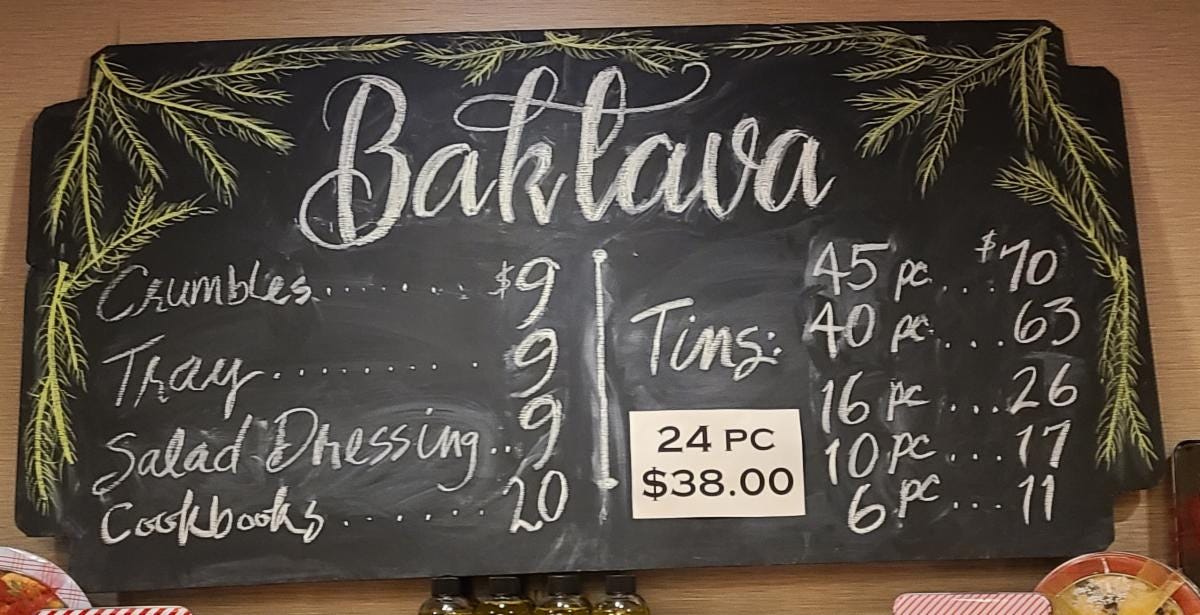 Baklava
Crumbles........ $9
Tray.......... 9
Salad Dressing.. 9
Cookbooks....... 20
Tins:
45 pc... $70
40 pc.... 63
16 pc ...26
10 pc ...17
6 pc ... 11
24 PC
$38.00